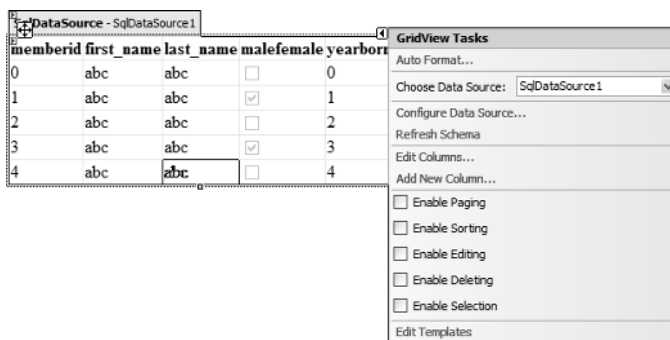 SqlDataSource - SqlDataSource1
memberid first_name last_name malefemale yearborn
0 abc abc 0
1 abc abc 1
2 abc abc 2
3 abc abc 3
4 abc abc 4
GridView Tasks
Auto Format...
Choose Data Source: SqlDataSource1
Configure Data Source...
Refresh Schema
Edit Columns...
Add New Column...
Enable Paging
Enable Sorting
Enable Editing
Enable Deleting
Enable Selection
Edit Templates